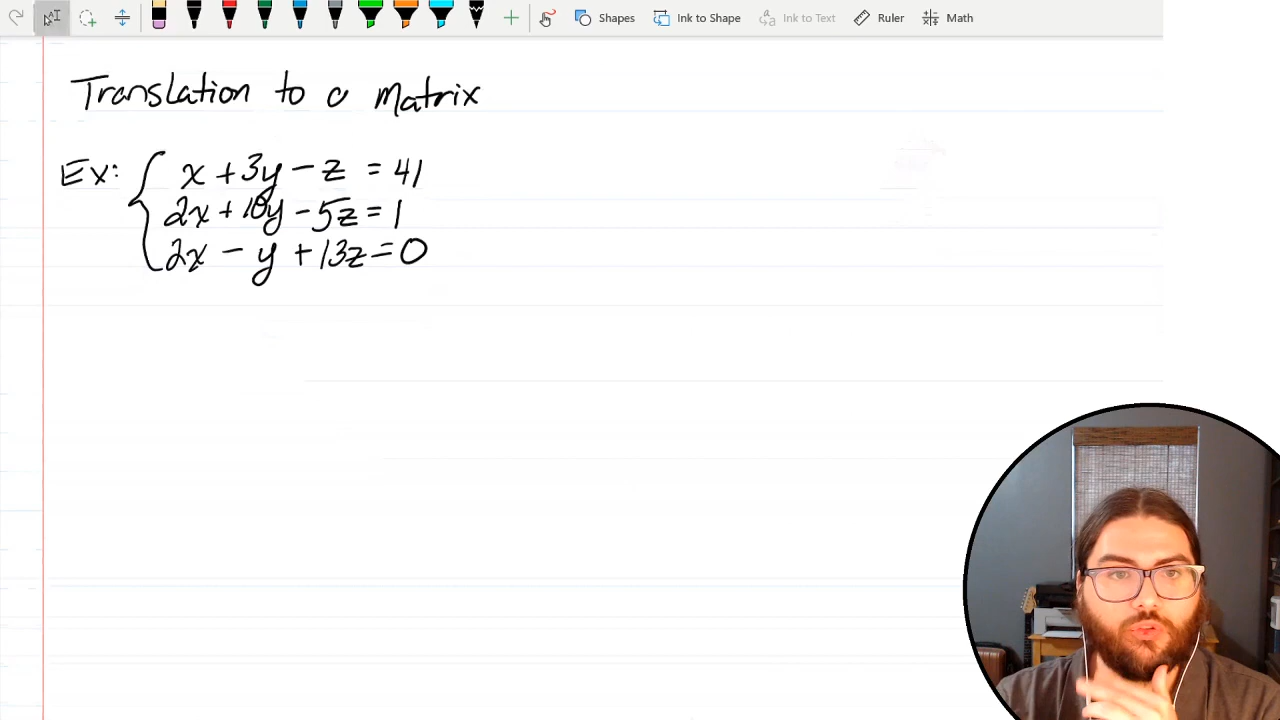 Shapes Ink to Shape Ink to Text Ruler Math
Translation to a Matrix
Ex: x + 3y - z = 41
2x + 10y - 5z = 1
2x - y + 13z = 0